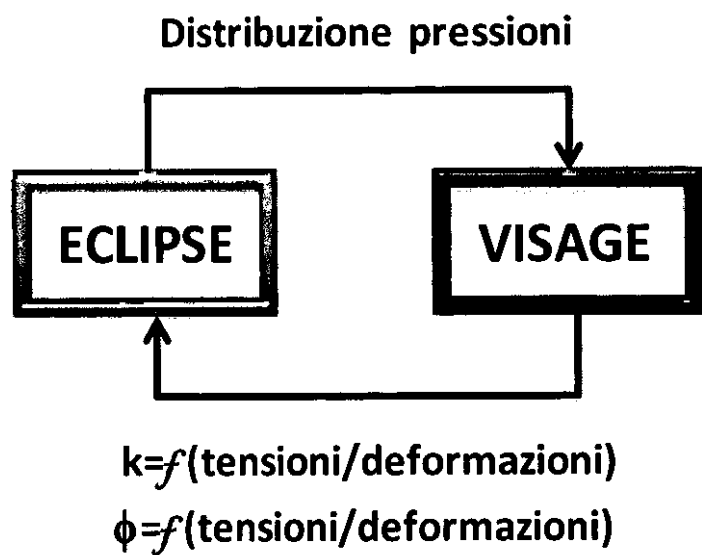 Distribuzione pressioni
ECLIPSE
VISAGE
k=f(tensioni/deformazioni)
ϕ=f(tensioni/deformazioni)